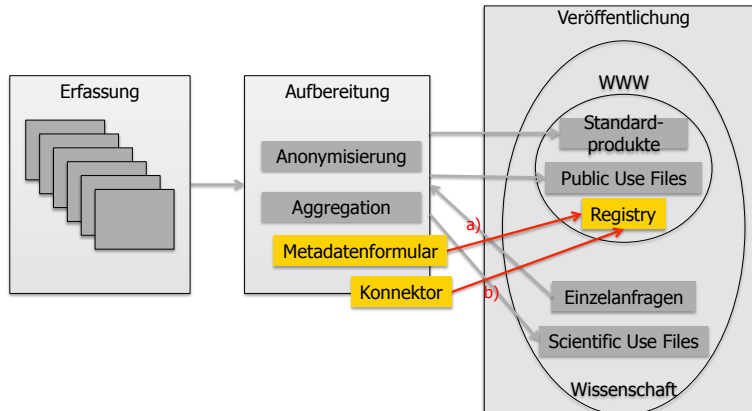 Veröffentlichung
Erfassung
Aufbereitung
WWW
Standard-
produkte
Anonymisierung
Public Use Files
Aggregation
Registry
a)
Metadatenformular
Konnektor
b)
Einzelanfragen
Scientific Use Files
Wissenschaft